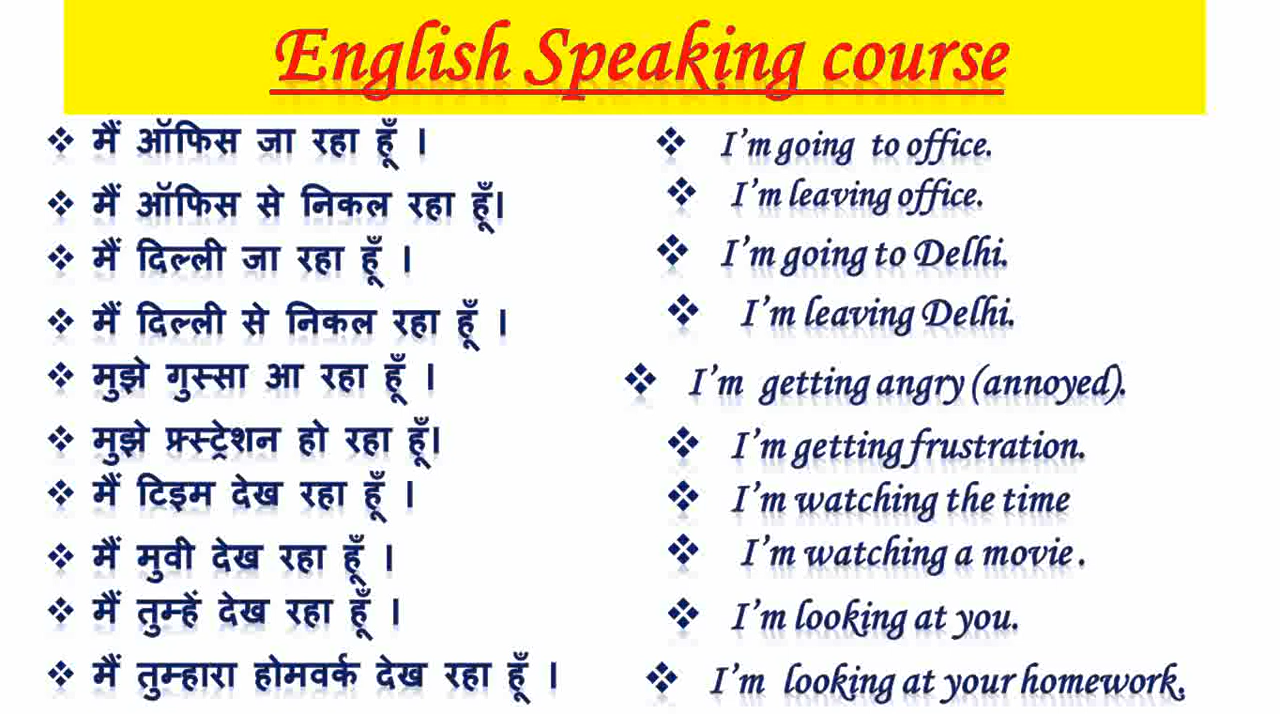 English Speaking course
❖ मैं ऑफिस जा रहा हूँ । ❖ I'm going to office.
❖ मैं ऑफिस से निकल रहा हूँ। ❖ I'm leaving office.
❖ मैं दिल्ली जा रहा हूँ । ❖ I'm going to Delhi.
❖ मैं दिल्ली से निकल रहा हूँ । ❖ I'm leaving Delhi.
❖ मुझे गुस्सा आ रहा हूँ । ❖ I'm getting angry (annoyed).
❖ मुझे फ्रस्ट्रेशन हो रहा हूँ। ❖ I'm getting frustration.
❖ मैं टिइम देख रहा हूँ । ❖ I'm watching the time
❖ मैं मुवी देख रहा हूँ । ❖ I'm watching a movie .
❖ मैं तुम्हें देख रहा हूँ । ❖ I'm looking at you.
❖ मैं तुम्हारा होमवर्क देख रहा हूँ । ❖ I'm looking at your homework.